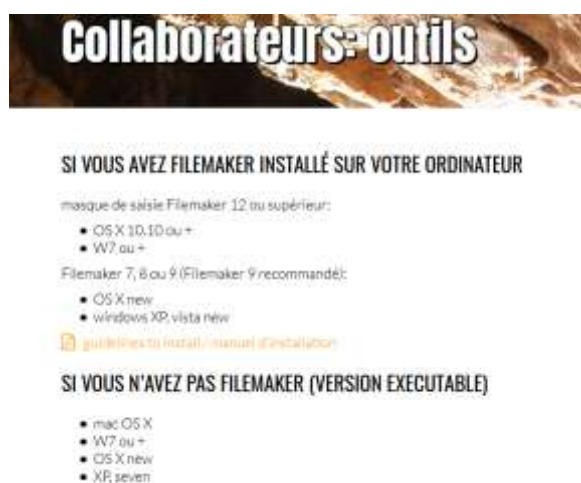 Collaborateurs: outils
SI VOUS AVEZ FILEMAKER INSTALLÉ SUR VOTRE ORDINATEUR
masque de saisie Filemaker 12 ou supérieur:
● OS X 10.10 ou +
● W7 ou +
Filemaker 7, 8 ou 9 (Filemaker 9 recommandé):
● OS X new
● windows XP, vista new
guidelines to install / manuel d'installation
SI VOUS N'AVEZ PAS FILEMAKER (VERSION EXECUTABLE)
● mac OS X
● W7 ou +
● OS X new
● XP, seven